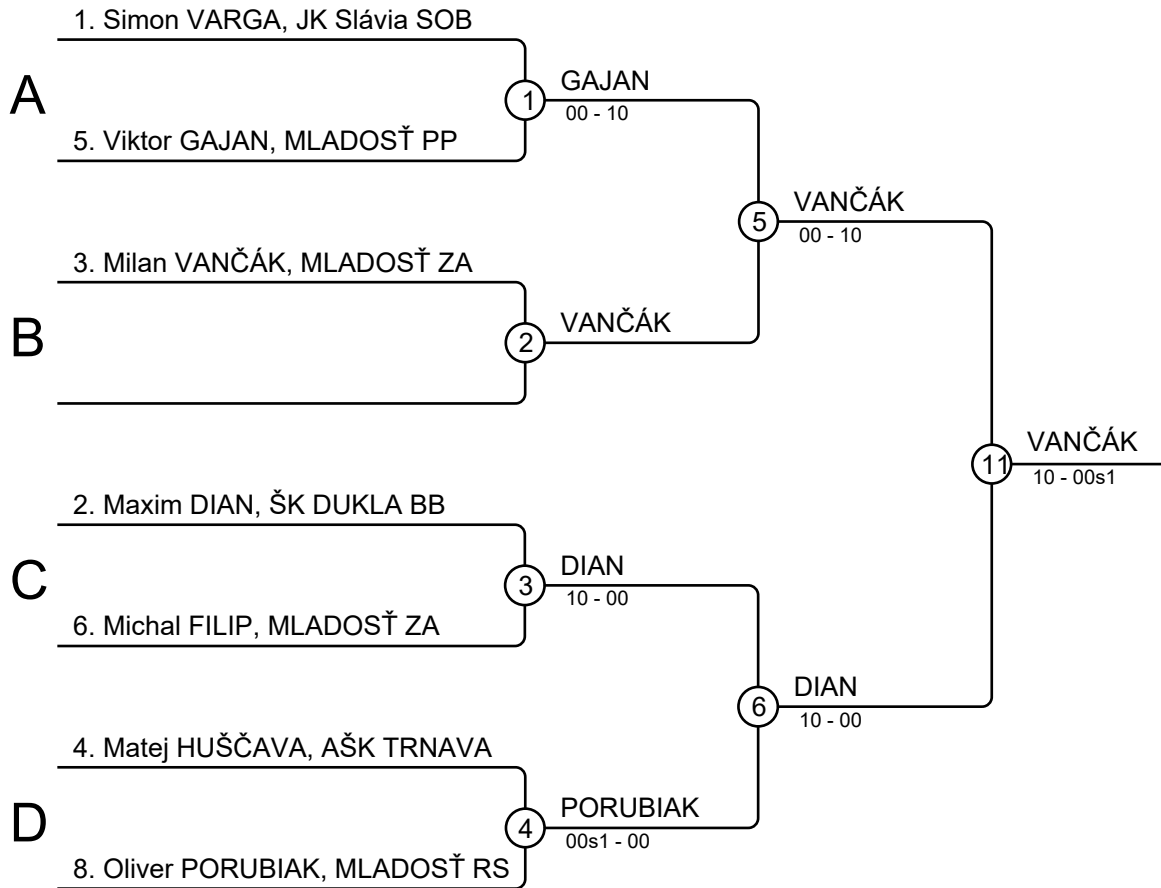 1. Simon VARGA, JK Slávia SOB
A
1
GAJAN
00 - 10
5. Viktor GAJAN, MLADOSŤ PP
5
VANČÁK
00 - 10
3. Milan VANČÁK, MLADOSŤ ZA
B
2
VANČÁK
11
VANČÁK
10 - 00s1
2. Maxim DIAN, ŠK DUKLA BB
C
3
DIAN
10 - 00
6. Michal FILIP, MLADOSŤ ZA
6
DIAN
10 - 00
4. Matej HUŠČAVA, AŠK TRNAVA
D
4
PORUBIAK
00s1 - 00
8. Oliver PORUBIAK, MLADOSŤ RS